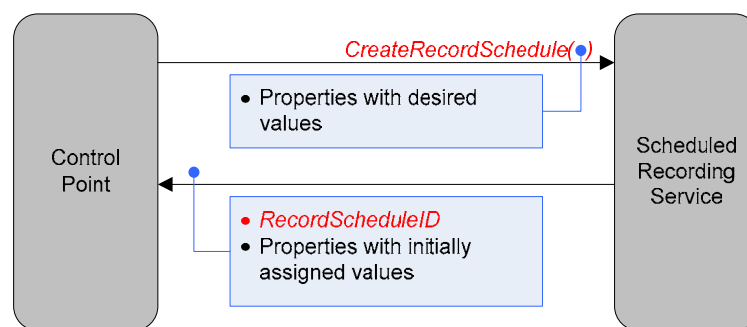 CreateRecordSchedule( )
• Properties with desired
values
Control
Point
Scheduled
Recording
Service
• RecordScheduleID
• Properties with initially
assigned values